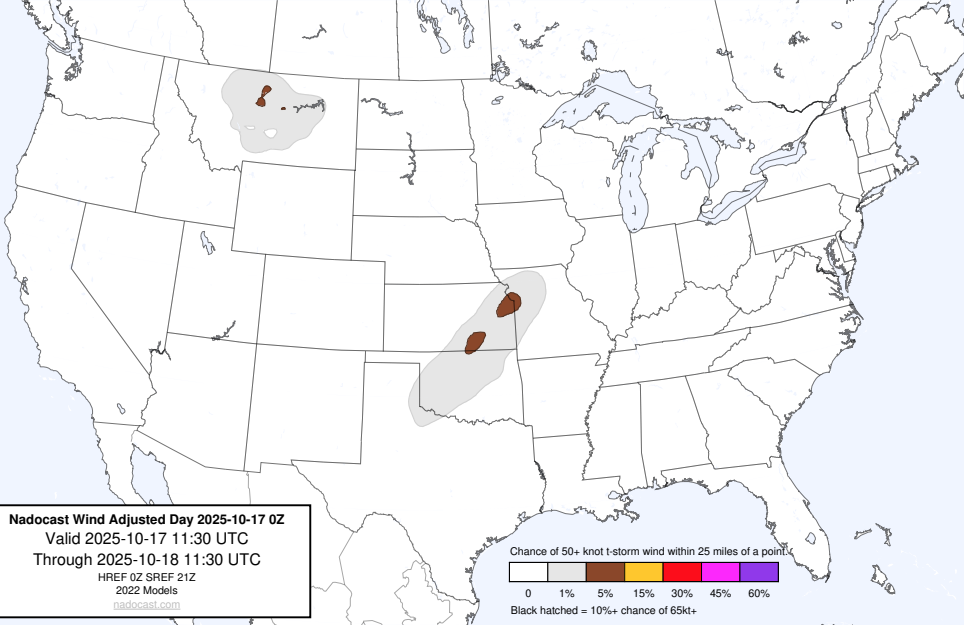 Nadocast Wind Adjusted Day 2025-10-17 0Z
Valid 2025-10-17 11:30 UTC
Through 2025-10-18 11:30 UTC
HREF 0Z SREF 21Z
2022 Models
nadocast.com
Chance of 50+ knot t-storm wind within 25 miles of a point.
0 1% 5% 15% 30% 45% 60%
Black hatched = 10%+ chance of 65kt+